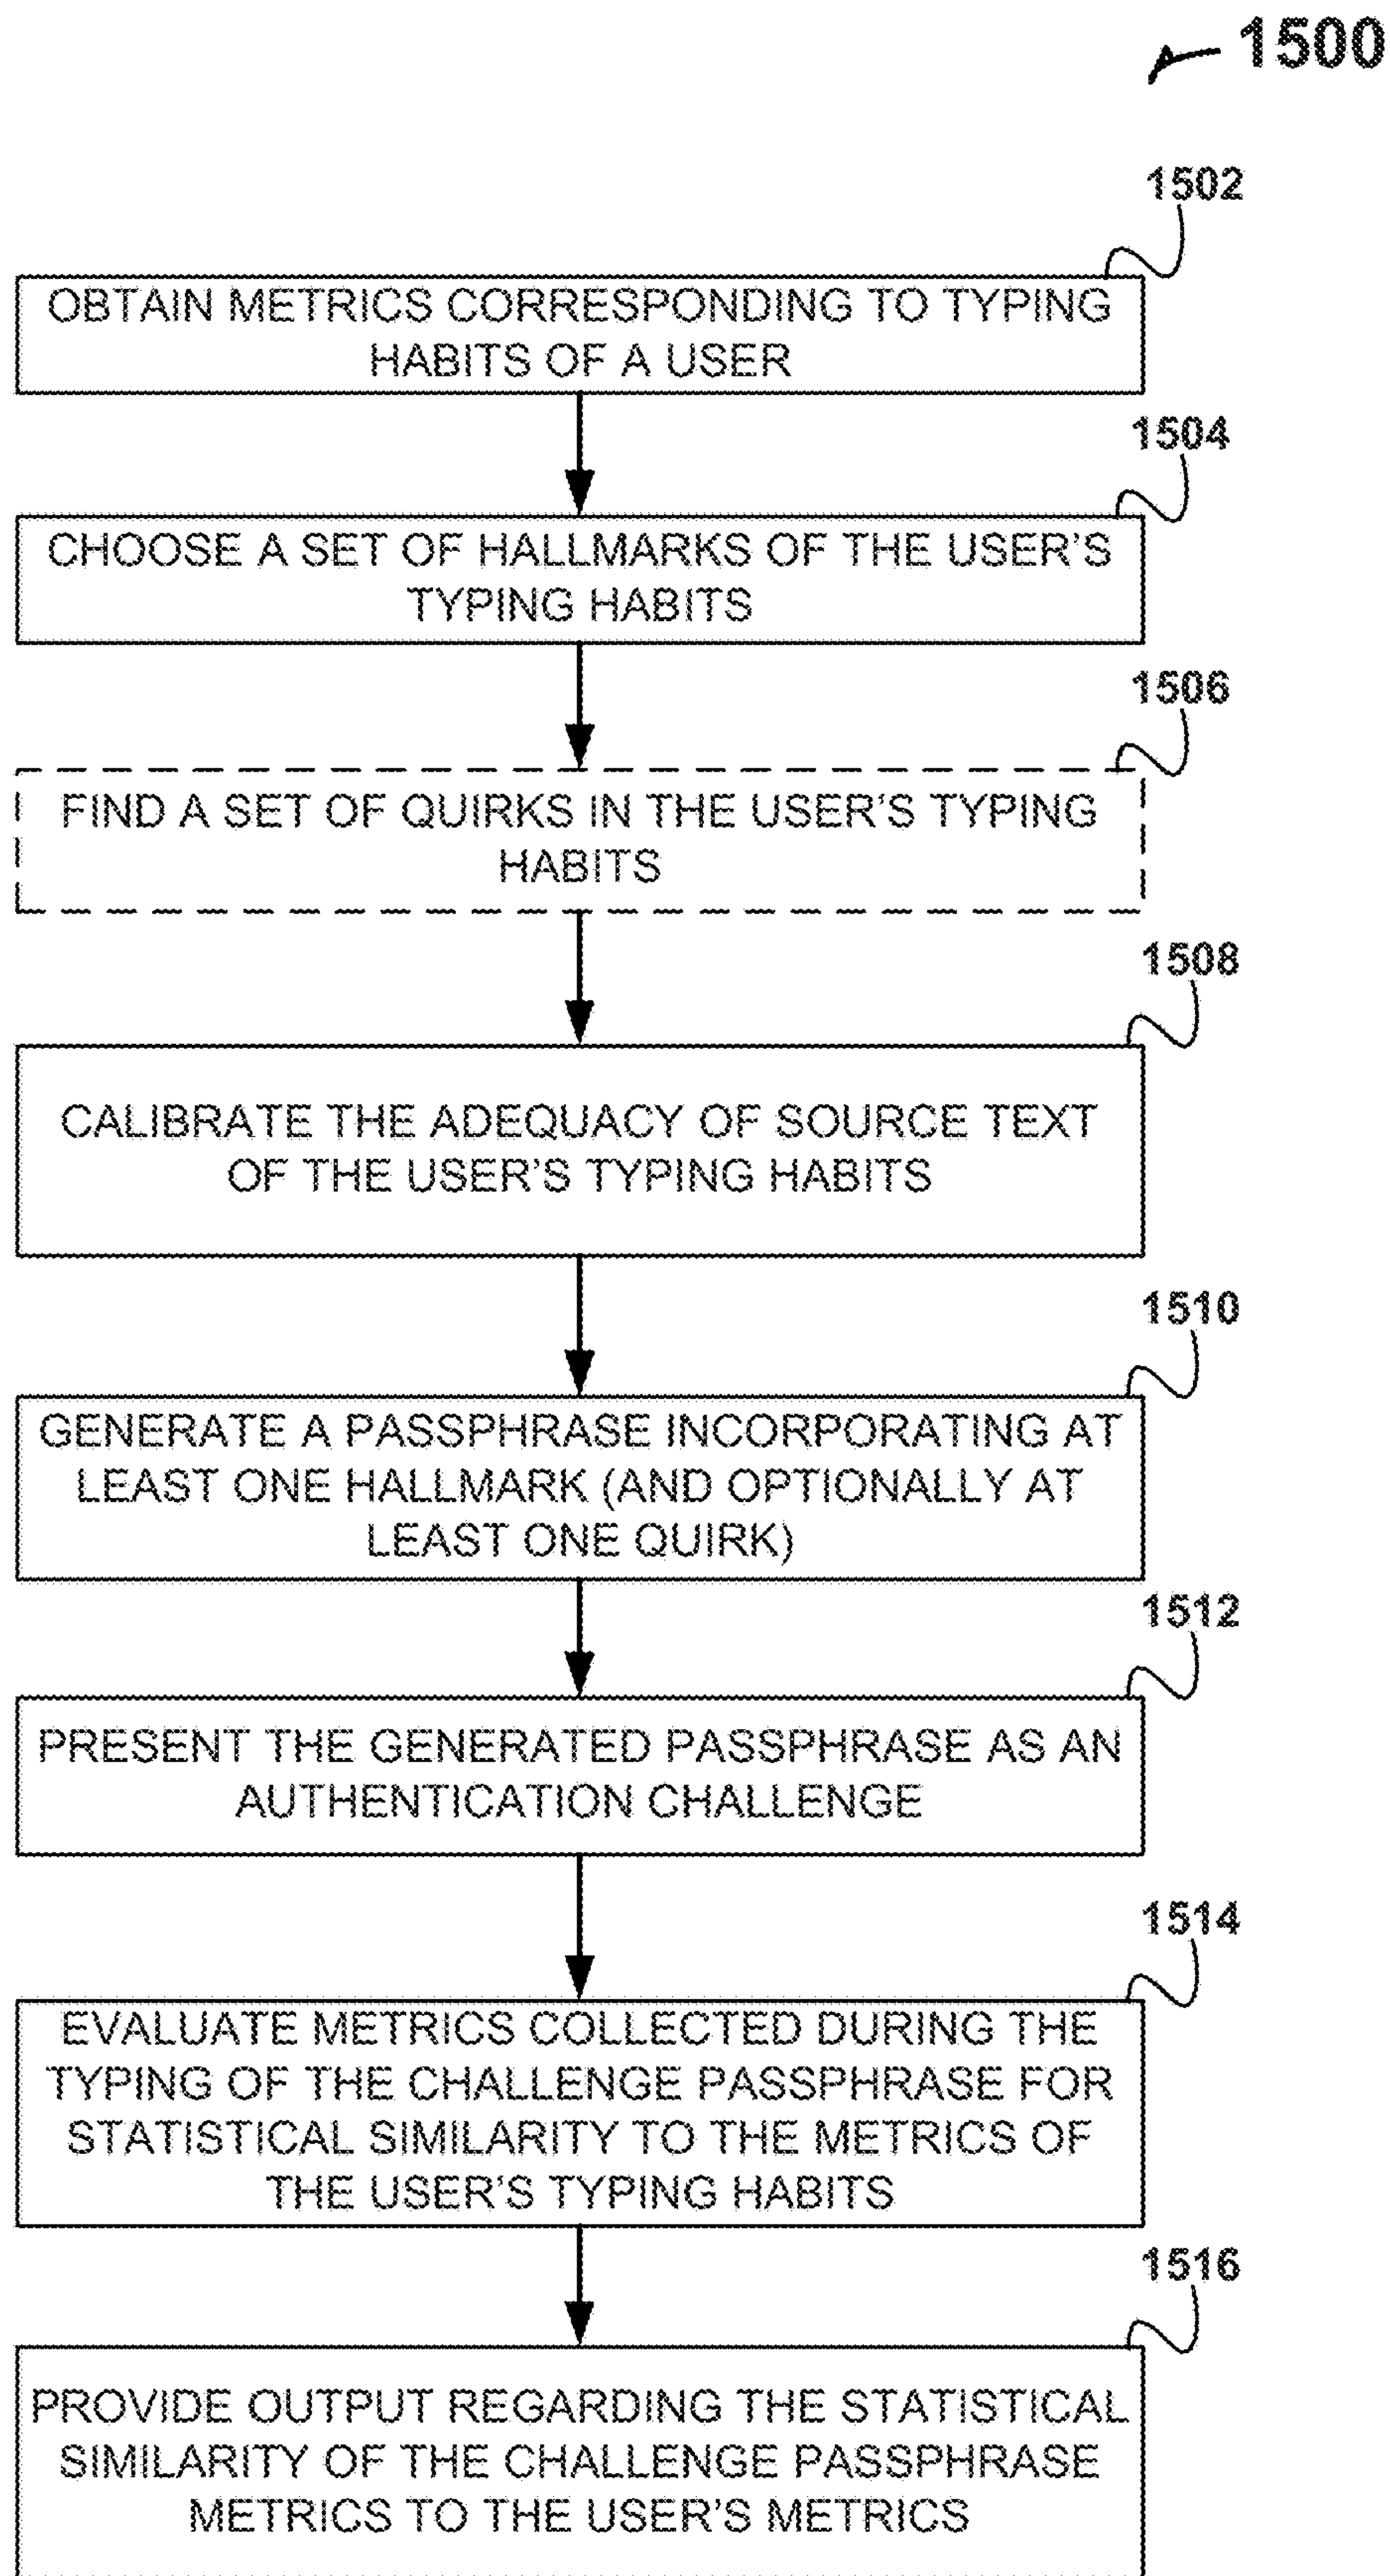 1500
1502
OBTAIN METRICS CORRESPONDING TO TYPING
HABITS OF A USER
1504
CHOOSE A SET OF HALLMARKS OF THE USER'S
TYPING HABITS
1506
FIND A SET OF QUIRKS IN THE USER'S TYPING
HABITS
1508
CALIBRATE THE ADEQUACY OF SOURCE TEXT
OF THE USER'S TYPING HABITS
1510
GENERATE A PASSPHRASE INCORPORATING AT
LEAST ONE HALLMARK (AND OPTIONALLY AT
LEAST ONE QUIRK)
1512
PRESENT THE GENERATED PASSPHRASE AS AN
AUTHENTICATION CHALLENGE
1514
EVALUATE METRICS COLLECTED DURING THE
TYPING OF THE CHALLENGE PASSPHRASE FOR
STATISTICAL SIMILARITY TO THE METRICS OF
THE USER'S TYPING HABITS
1516
PROVIDE OUTPUT REGARDING THE STATISTICAL
SIMILARITY OF THE CHALLENGE PASSPHRASE
METRICS TO THE USER'S METRICS